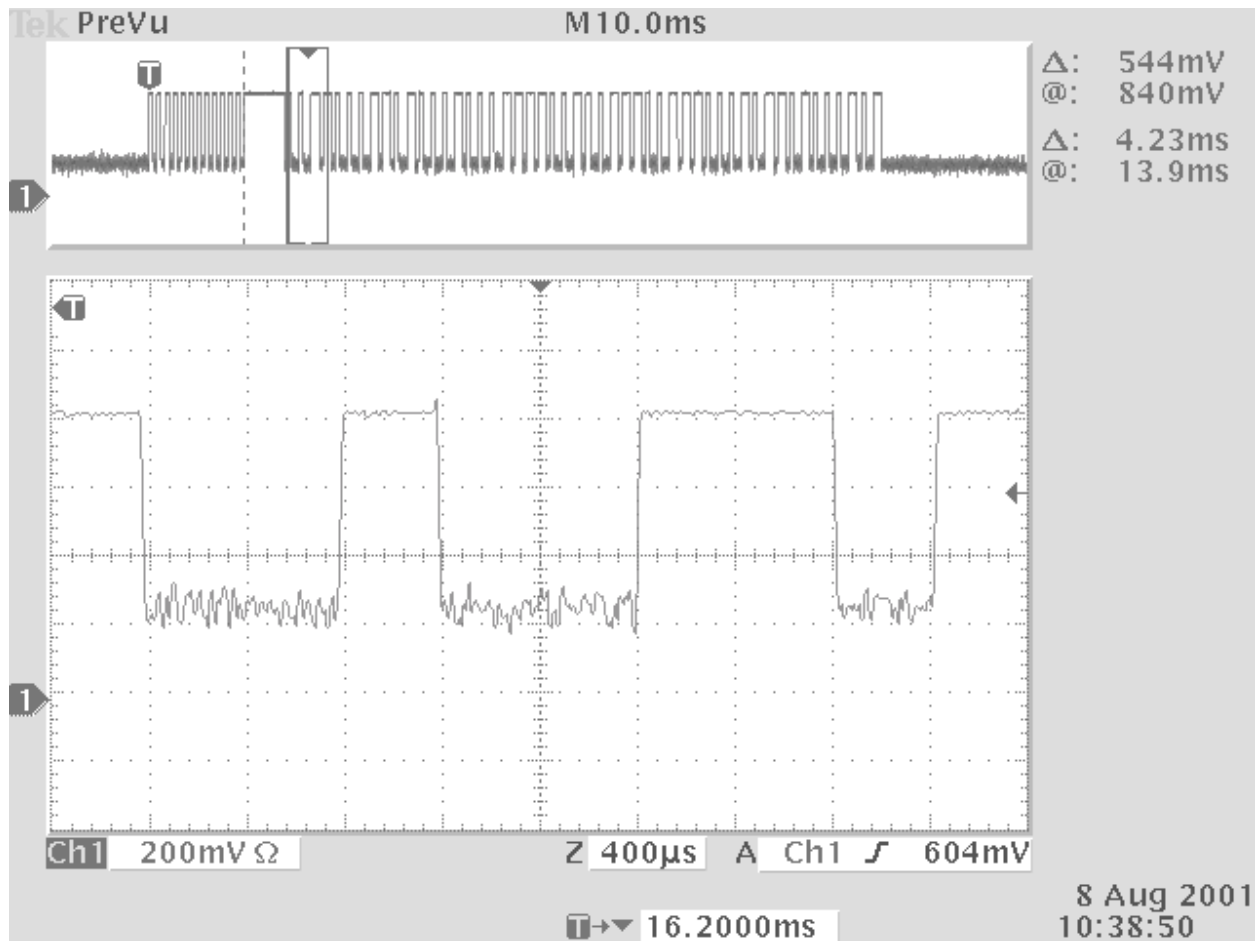 Tek PreVu M10.0ms
T
Δ: 544mV
@: 840mV
Δ: 4.23ms
@: 13.9ms
1
T
1
Ch1 200mV Ω Z 400µs A Ch1 604mV
8 Aug 2001
T 16.2000ms 10:38:50